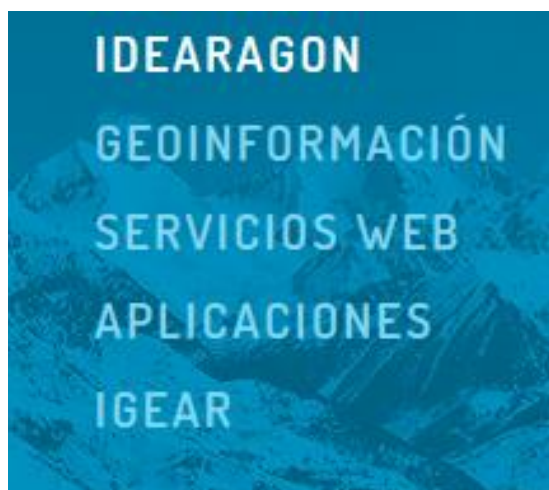 IDEARAGON
GEOINFORMACIÓN
SERVICIOS WEB
APLICACIONES
IGEAR